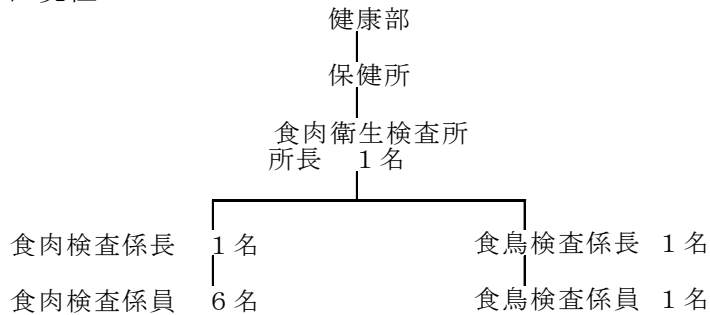 健康部
保健所
食肉衛生検査所
所長　1名
食肉検査係長　1名
食鳥検査係長　1名
食肉検査係員　6名
食鳥検査係員　1名